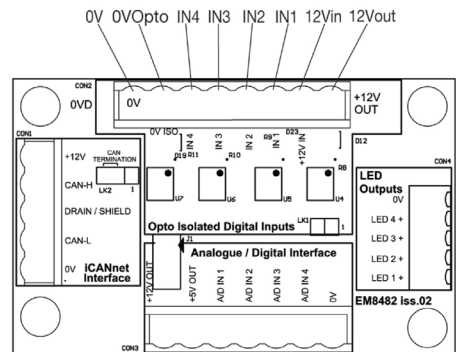 0V 0VOpto IN4 IN3 IN2 IN1 12Vin 12Vout
CON2
0VD
0V
+12V
OUT
0V ISO
IN 4
IN 3
IN 2
R9
IN 1
D23
+12V IN
D12
D19 R11
R10
R8
U7
U6
U5
U4
LK1
1
Opto Isolated Digital Inputs
CON1
+12V
CAN
TERMINATION
LK2
1
CAN-H
DRAIN / SHIELD
CAN-L
0V
iCANnet
Interface
CON4
LED
Outputs
0V
LED 4 +
LED 3 +
LED 2 +
LED 1 +
EM8482 iss.02
J1
Analogue / Digital Interface
+12V OUT
+5V OUT
A/D IN 1
A/D IN 2
A/D IN 3
A/D IN 4
0V
CON3